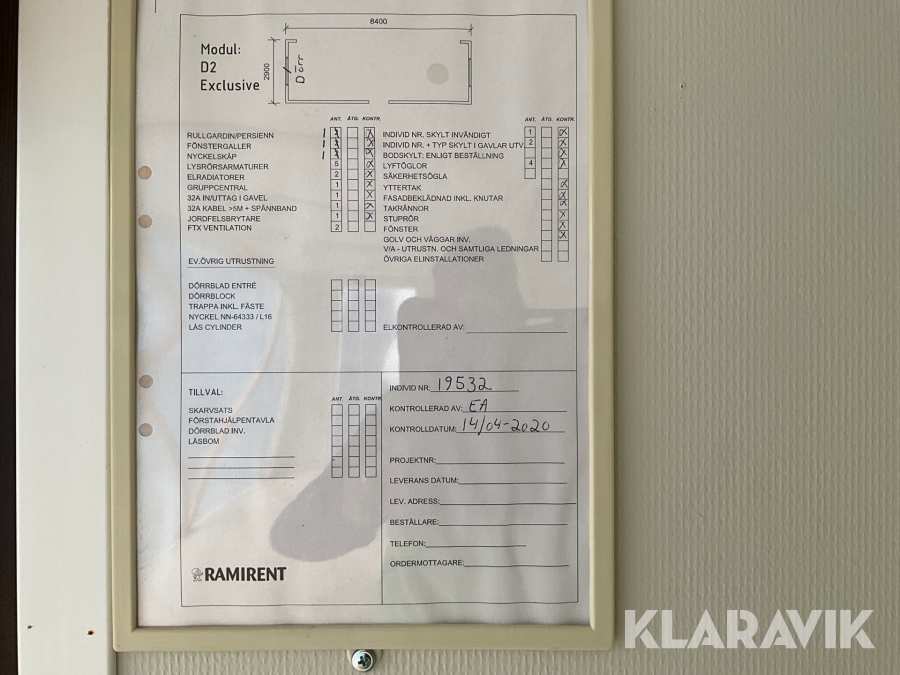 8400
Modul:
D2
Exclusive
2900
Dörr
ANT. ÅTG. KONTR.
RULLGARDIN/PERSIENN 1 X
FÖNSTERGALLER 1 X
NYCKELSKÅP 1 X
LYSRÖRSARMATURER 5 X
ELRADIATORER 2 X
GRUPPCENTRAL 1 X
32A IN/UTTAG I GAVEL 1 X
32A KABEL >5M + SPÄNNBAND 1 X
JORDFELSBRYTARE 1 X
FTX VENTILATION 2
EV.ÖVRIG UTRUSTNING
DÖRRBLAD ENTRÉ
DÖRRBLOCK
TRAPPA INKL. FÄSTE
NYCKEL NN-64333 / L16
LÅS CYLINDER
ANT. ÅTG. KONTR.
INDIVID NR. SKYLT INVÄNDIGT 1 X
INDIVID NR. + TYP SKYLT I GAVLAR UTV 2 X
BODSKYLT: ENLIGT BESTÄLLNING
LYFTÖGLOR 4 X
SÄKERHETSÖGLA
YTTERTAK X
FASADBEKLÄDNAD INKL. KNUTAR X
TAKRÄNNOR X
STUPRÖR X
FÖNSTER X
GOLV OCH VÄGGAR INV.
V/A - UTRUSTN. OCH SAMTLIGA LEDNINGAR
ÖVRIGA ELINSTALLATIONER
ELKONTROLLERAD AV:
TILLVAL:
ANT. ÅTG. KONTR.
SKARVSATS
FÖRSTAHJÄLPENTAVLA
DÖRRBLAD INV.
LÅSBOM
INDIVID NR: 19532
KONTROLLERAD AV: EA
KONTROLLDATUM: 14/04-2020
PROJEKTNR:
LEVERANS DATUM:
LEV. ADRESS:
BESTÄLLARE:
TELEFON:
ORDERMOTTAGARE:
RAMIRENT
KLARAVIK